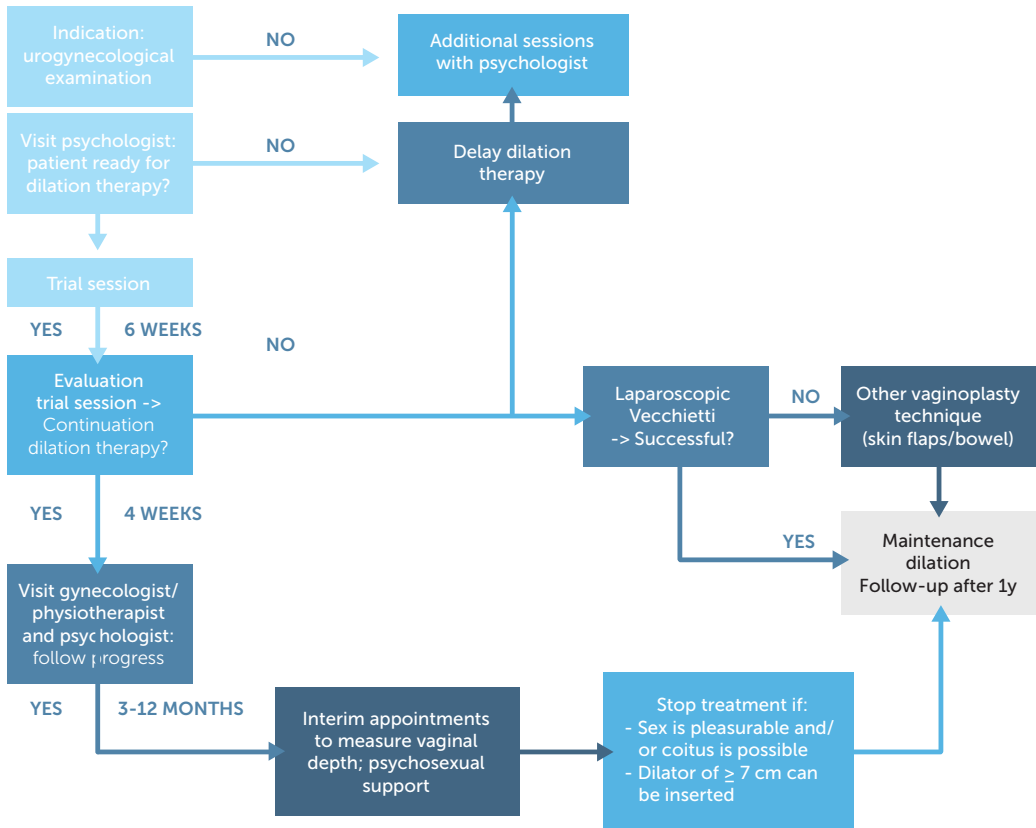 Indication:
urogynecological
examination
NO
Additional sessions
with psychologist
Visit psychologist:
patient ready for
dilation therapy?
NO
Delay dilation
therapy
Trial session
YES
6 WEEKS
NO
Evaluation
trial session ->
Continuation
dilation therapy?
Laparoscopic
Vecchietti
-> Successful?
NO
Other vaginoplasty
technique
(skin flaps/bowel)
YES
4 WEEKS
YES
Maintenance
dilation
Follow-up after 1y
Visit gynecologist/
physiotherapist
and psychologist:
follow progress
YES
3-12 MONTHS
Interim appointments
to measure vaginal
depth; psychosexual
support
Stop treatment if:
- Sex is pleasurable and/
or coitus is possible
- Dilator of ≥ 7 cm can
be inserted